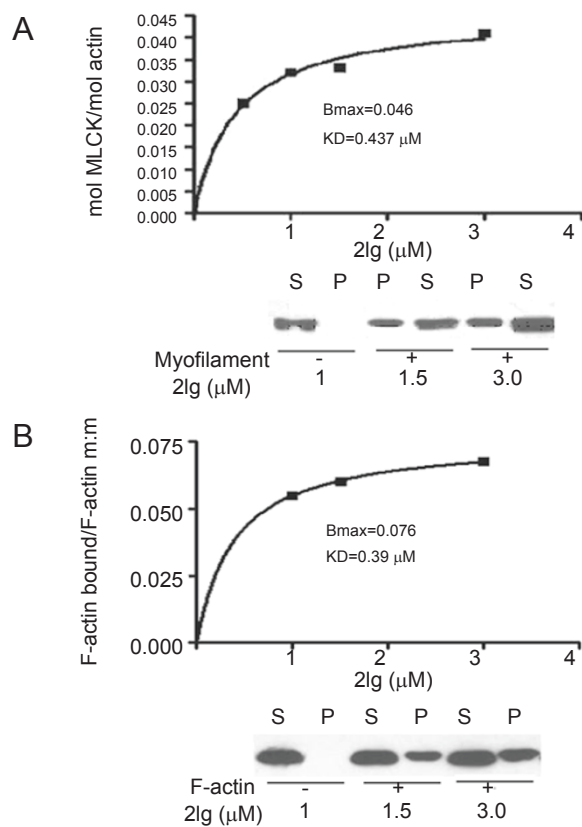 A
mol MLCK/mol actin
0.045
0.040
0.035
0.030
0.025
0.020
0.015
0.010
0.005
0.000
Bmax=0.046
KD=0.437 μM
1 2 3 4
2Ig (μM)
S P P S P S
Myofilament - + +
2Ig (μM) 1 1.5 3.0
B
F-actin bound/F-actin m:m
0.075
0.050
0.025
0.000
Bmax=0.076
KD=0.39 μM
1 2 3 4
2Ig (μM)
S P S P S P
F-actin - + +
2Ig (μM) 1 1.5 3.0